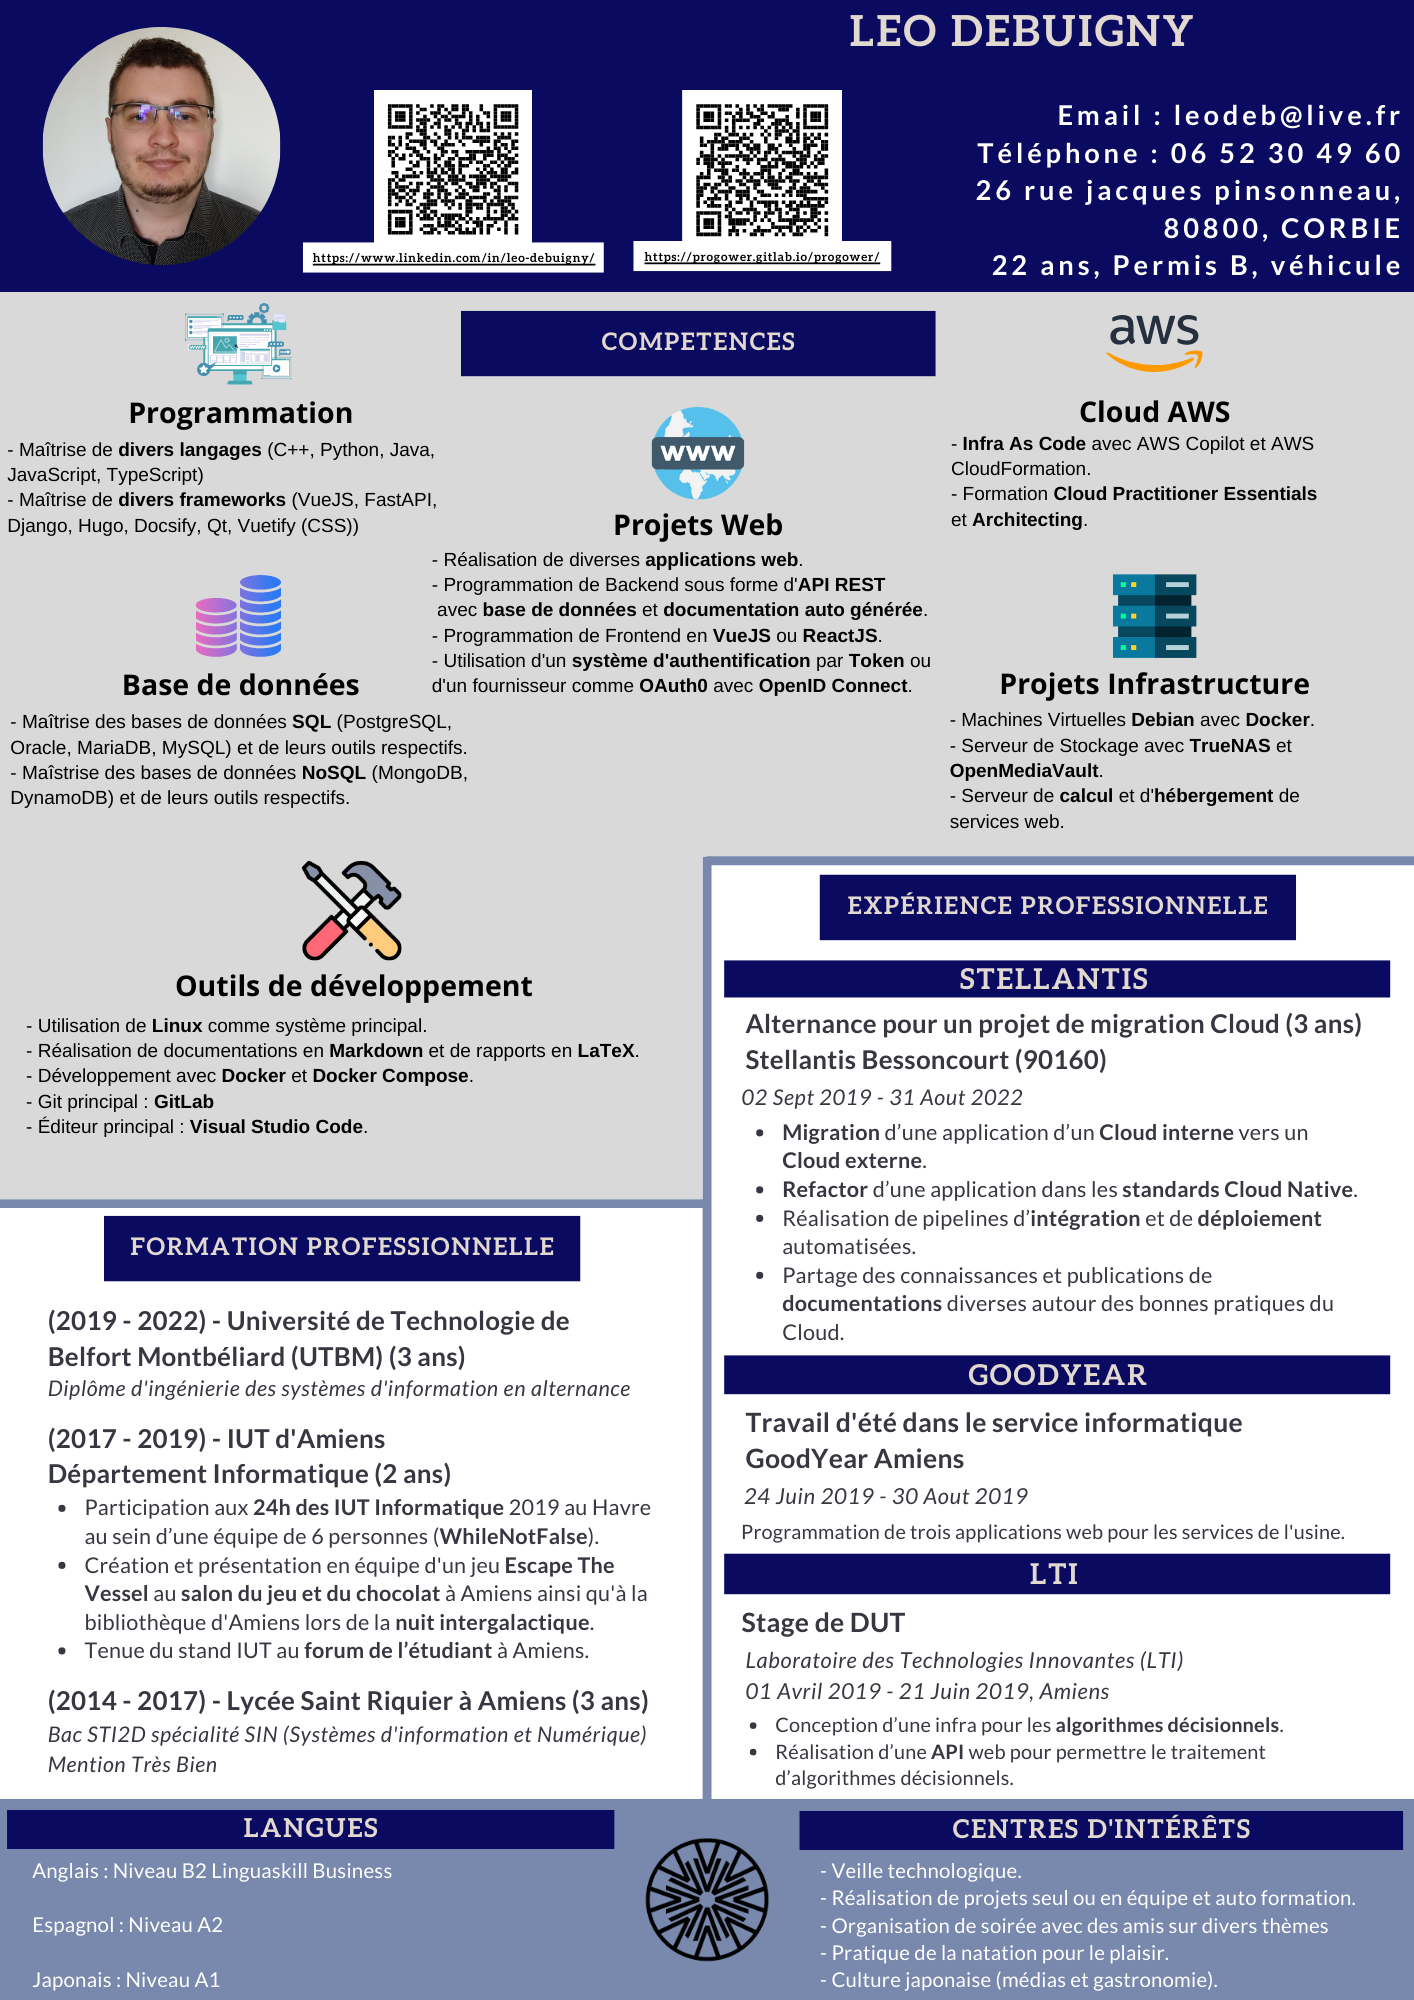 LEO DEBUIGNY
Email : leodeb@live.fr
Téléphone : 06 52 30 49 60
26 rue jacques pinsonneau,
80800, CORBIE
22 ans, Permis B, véhicule
https://www.linkedin.com/in/leo-debuigny/
https://progower.gitlab.io/progower/
COMPETENCES
Programmation
- Maîtrise de divers langages (C++, Python, Java,
JavaScript, TypeScript)
- Maîtrise de divers frameworks (VueJS, FastAPI,
Django, Hugo, Docsify, Qt, Vuetify (CSS))
Base de données
- Maîtrise des bases de données SQL (PostgreSQL,
Oracle, MariaDB, MySQL) et de leurs outils respectifs.
- Maîstrise des bases de données NoSQL (MongoDB,
DynamoDB) et de leurs outils respectifs.
www
Projets Web
- Réalisation de diverses applications web.
- Programmation de Backend sous forme d'API REST
avec base de données et documentation auto générée.
- Programmation de Frontend en VueJS ou ReactJS.
- Utilisation d'un système d'authentification par Token ou
d'un fournisseur comme OAuth0 avec OpenID Connect.
aws
Cloud AWS
- Infra As Code avec AWS Copilot et AWS
CloudFormation.
- Formation Cloud Practitioner Essentials
et Architecting.
Projets Infrastructure
- Machines Virtuelles Debian avec Docker.
- Serveur de Stockage avec TrueNAS et
OpenMediaVault.
- Serveur de calcul et d'hébergement de
services web.
Outils de développement
- Utilisation de Linux comme système principal.
- Réalisation de documentations en Markdown et de rapports en LaTeX.
- Développement avec Docker et Docker Compose.
- Git principal : GitLab
- Éditeur principal : Visual Studio Code.
FORMATION PROFESSIONNELLE
(2019 - 2022) - Université de Technologie de
Belfort Montbéliard (UTBM) (3 ans)
Diplôme d'ingénierie des systèmes d'information en alternance
(2017 - 2019) - IUT d'Amiens
Département Informatique (2 ans)
• Participation aux 24h des IUT Informatique 2019 au Havre
au sein d’une équipe de 6 personnes (WhileNotFalse).
• Création et présentation en équipe d'un jeu Escape The
Vessel au salon du jeu et du chocolat à Amiens ainsi qu'à la
bibliothèque d'Amiens lors de la nuit intergalactique.
• Tenue du stand IUT au forum de l’étudiant à Amiens.
(2014 - 2017) - Lycée Saint Riquier à Amiens (3 ans)
Bac STI2D spécialité SIN (Systèmes d'information et Numérique)
Mention Très Bien
EXPÉRIENCE PROFESSIONNELLE
STELLANTIS
Alternance pour un projet de migration Cloud (3 ans)
Stellantis Bessoncourt (90160)
02 Sept 2019 - 31 Aout 2022
• Migration d’une application d’un Cloud interne vers un
Cloud externe.
• Refactor d’une application dans les standards Cloud Native.
• Réalisation de pipelines d’intégration et de déploiement
automatisées.
• Partage des connaissances et publications de
documentations diverses autour des bonnes pratiques du
Cloud.
GOODYEAR
Travail d'été dans le service informatique
GoodYear Amiens
24 Juin 2019 - 30 Aout 2019
Programmation de trois applications web pour les services de l'usine.
LTI
Stage de DUT
Laboratoire des Technologies Innovantes (LTI)
01 Avril 2019 - 21 Juin 2019, Amiens
• Conception d’une infra pour les algorithmes décisionnels.
• Réalisation d’une API web pour permettre le traitement
d’algorithmes décisionnels.
LANGUES
Anglais : Niveau B2 Linguaskill Business
Espagnol : Niveau A2
Japonais : Niveau A1
CENTRES D'INTÉRÊTS
- Veille technologique.
- Réalisation de projets seul ou en équipe et auto formation.
- Organisation de soirée avec des amis sur divers thèmes
- Pratique de la natation pour le plaisir.
- Culture japonaise (médias et gastronomie).